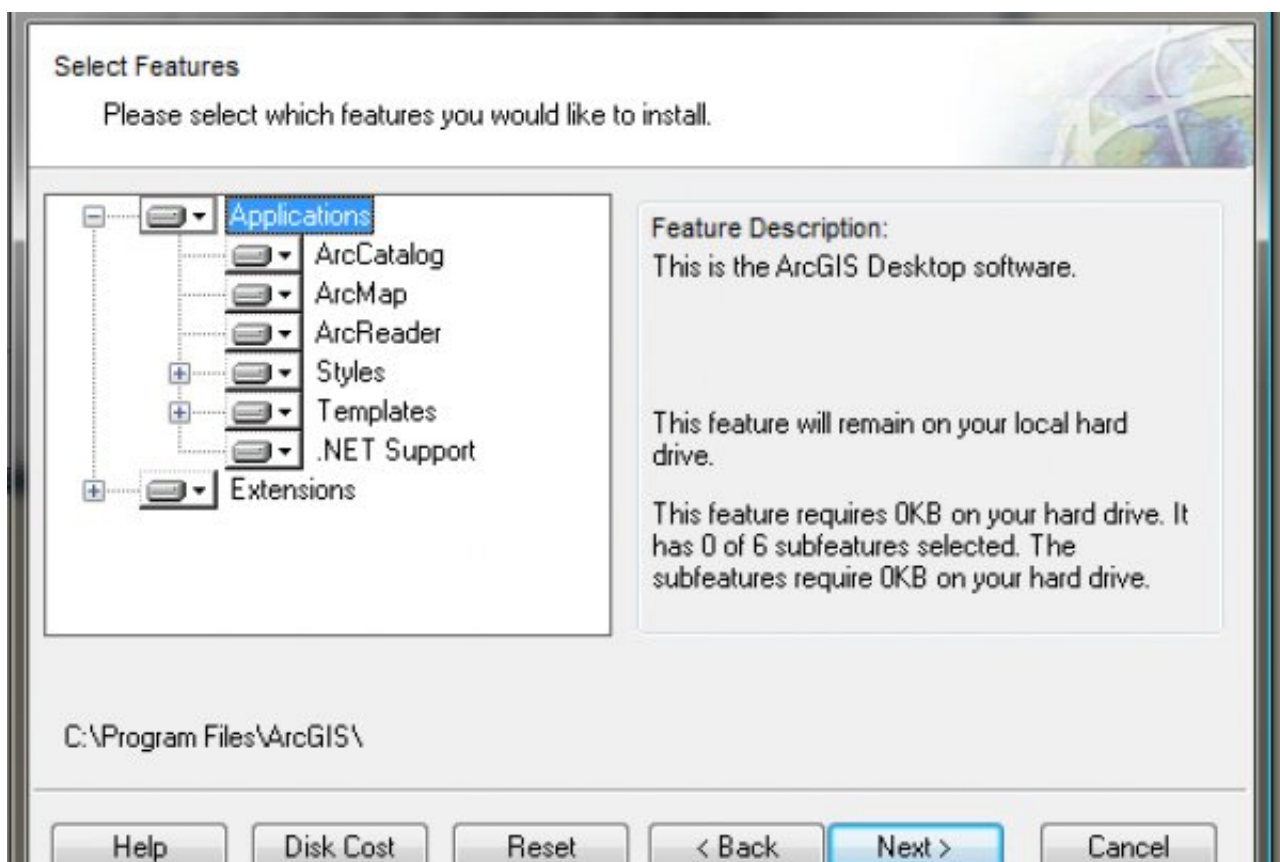 Select Features
Please select which features you would like to install.
Applications
ArcCatalog
ArcMap
ArcReader
Styles
Templates
.NET Support
Extensions
Feature Description:
This is the ArcGIS Desktop software.
This feature will remain on your local hard
drive.
This feature requires 0KB on your hard drive. It
has 0 of 6 subfeatures selected. The
subfeatures require 0KB on your hard drive.
C:\Program Files\ArcGIS\
Help
Disk Cost
Reset
< Back
Next >
Cancel